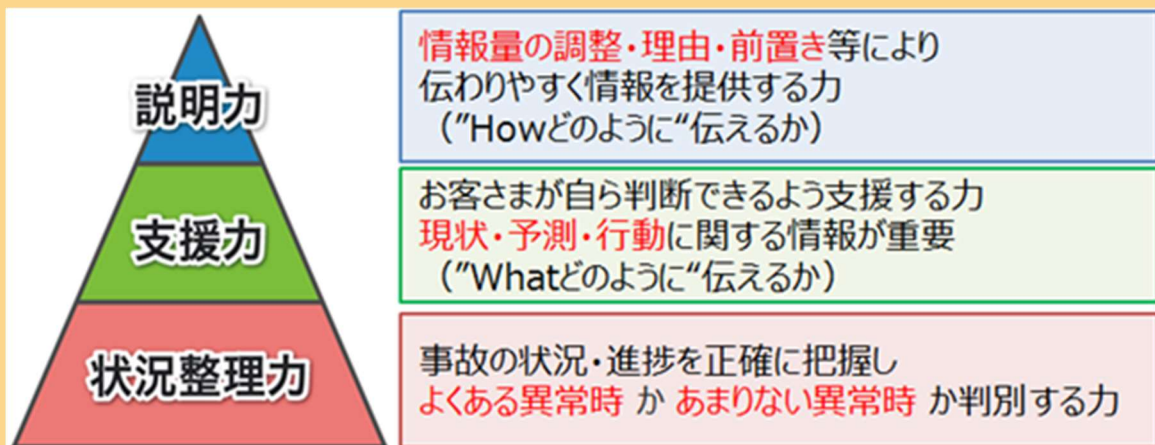 説明力
情報量の調整・理由・前置き等により
伝わりやすく情報を提供する力
（”Howどのように“伝えるか）
支援力
お客さまが自ら判断できるよう支援する力
現状・予測・行動に関する情報が重要
（”Whatどのように“伝えるか）
状況整理力
事故の状況・進捗を正確に把握し
よくある異常時 か あまりない異常時 か判別する力